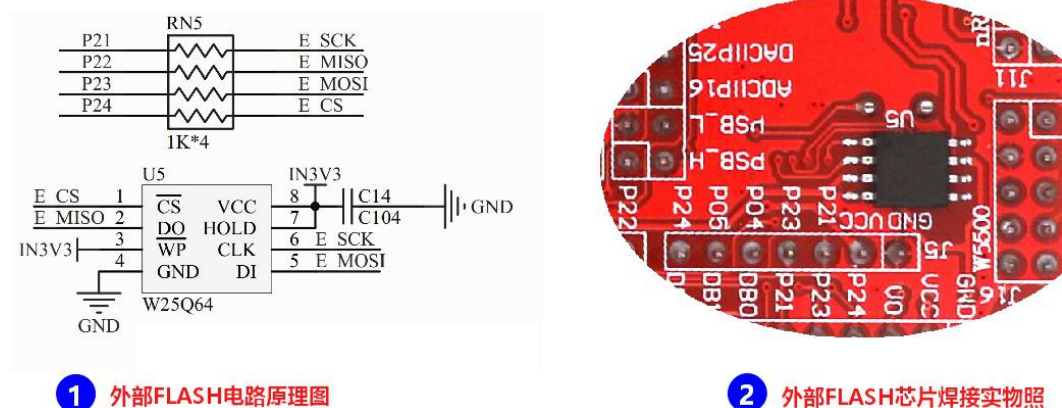 RN5
P21 E SCK
P22 E MISO
P23 E MOSI
P24 E CS
1K*4
U5 IN3V3
E CS 1 CS VCC 8 C14
E MISO 2 DO HOLD 7 C104 GND
IN3V3 3 WP CLK 6 E SCK
4 GND DI 5 E MOSI
W25Q64
GND
DACIIP25
ADCIIP16
PSB_L
PSB_H
U5
J11
P22 P24 P05 P04 P23 P21 VCC GND
J5
W5500
DB1 DB0 P21 P23 P24 VCC GND
J16
1 外部FLASH电路原理图
2 外部FLASH芯片焊接实物照